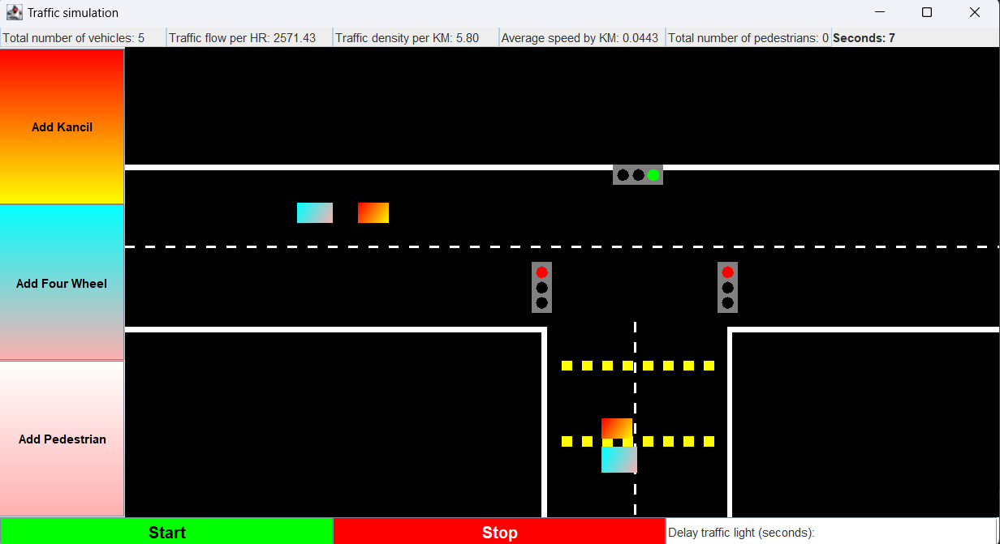 Traffic simulation
Total number of vehicles: 5
Traffic flow per HR: 2571.43
Traffic density per KM: 5.80
Average speed by KM: 0.0443
Total number of pedestrians: 0
Seconds: 7
Add Kancil
Add Four Wheel
Add Pedestrian
Start
Stop
Delay traffic light (seconds):